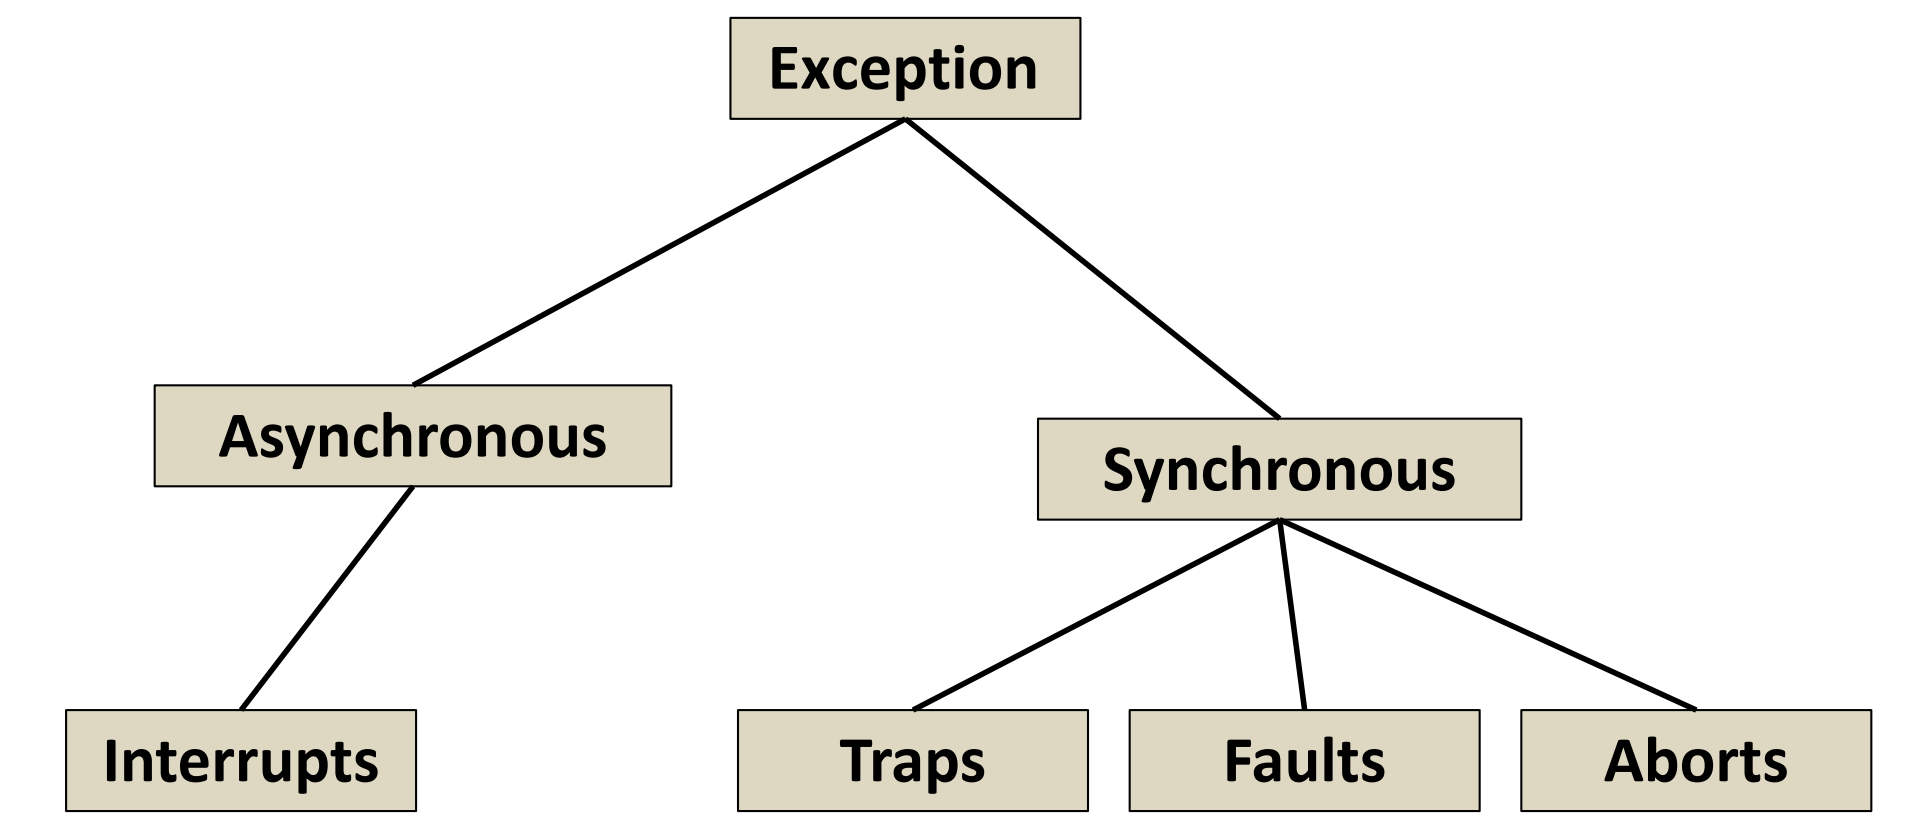 Exception
Asynchronous
Synchronous
Interrupts
Traps
Faults
Aborts